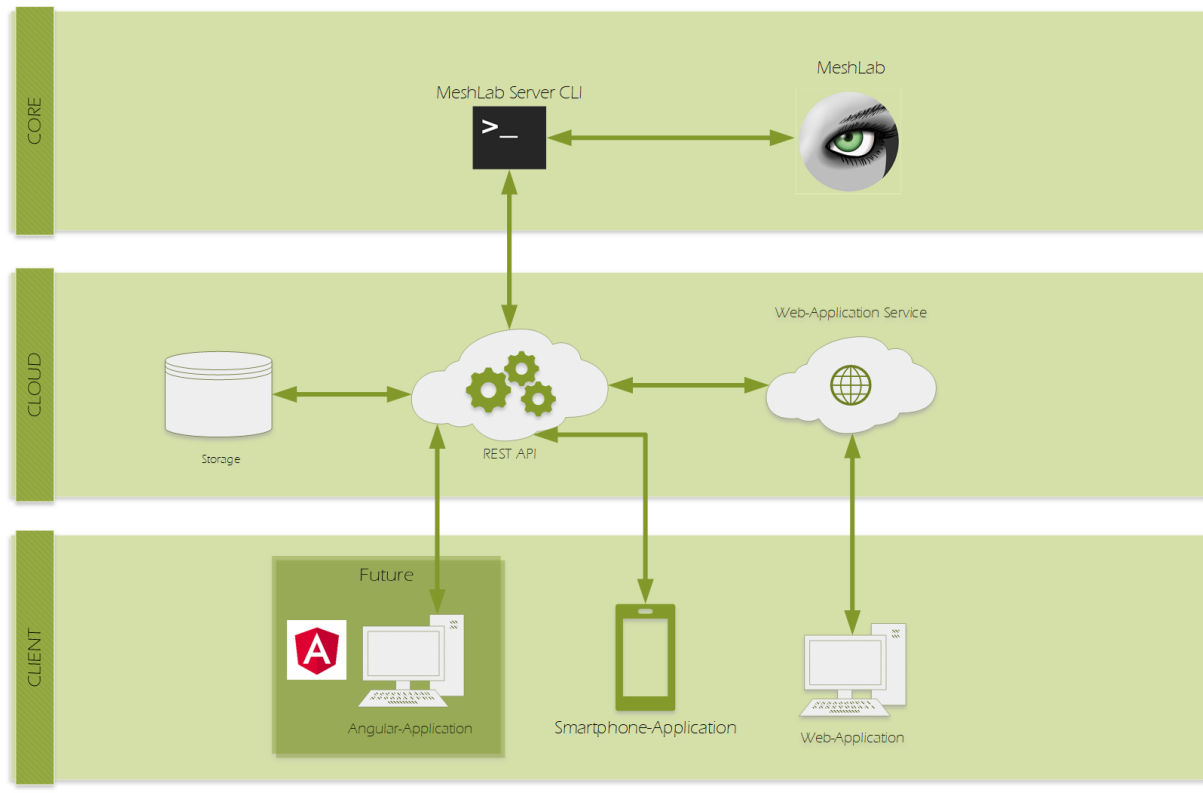 CORE
MeshLab Server CLI
>_
MeshLab
CLOUD
Web-Application Service
Storage
REST API
CLIENT
Future
A
Angular-Application
Smartphone-Application
Web-Application